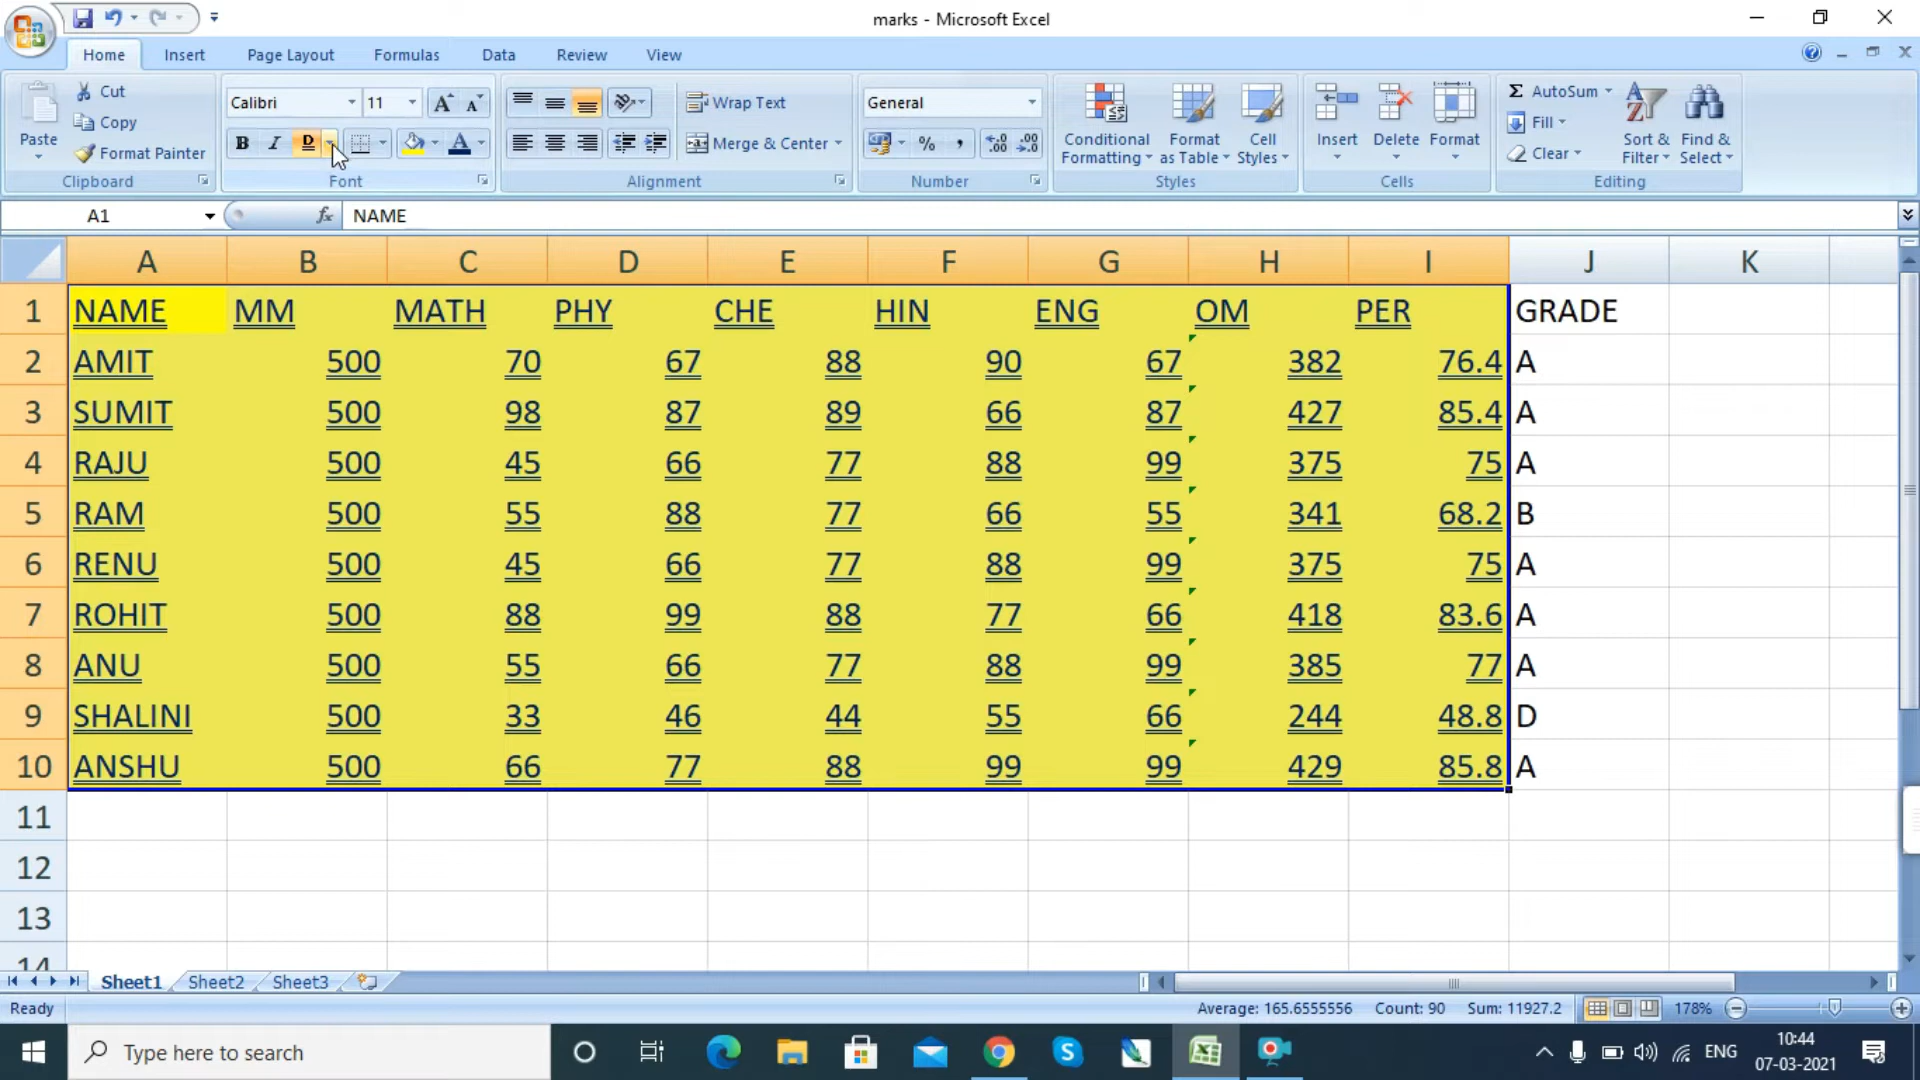 marks - Microsoft Excel
Home Insert Page Layout Formulas Data Review View
Paste Cut Copy Format Painter Clipboard
Calibri 11 A A B I D A Font
Wrap Text Merge & Center Alignment
General % , .00 .00 Number
Conditional Formatting Format as Table Cell Styles Styles
Insert Delete Format Cells
Σ AutoSum Fill Clear Sort & Filter Find & Select Editing
A1 fx NAME
A B C D E F G H I J K
1 NAME MM MATH PHY CHE HIN ENG OM PER GRADE
2 AMIT 500 70 67 88 90 67 382 76.4 A
3 SUMIT 500 98 87 89 66 87 427 85.4 A
4 RAJU 500 45 66 77 88 99 375 75 A
5 RAM 500 55 88 77 66 55 341 68.2 B
6 RENU 500 45 66 77 88 99 375 75 A
7 ROHIT 500 88 99 88 77 66 418 83.6 A
8 ANU 500 55 66 77 88 99 385 77 A
9 SHALINI 500 33 46 44 55 66 244 48.8 D
10 ANSHU 500 66 77 88 99 99 429 85.8 A
11
12
13
14
Sheet1 Sheet2 Sheet3
Ready Average: 165.6555556 Count: 90 Sum: 11927.2 178%
Type here to search ENG 10:44
07-03-2021